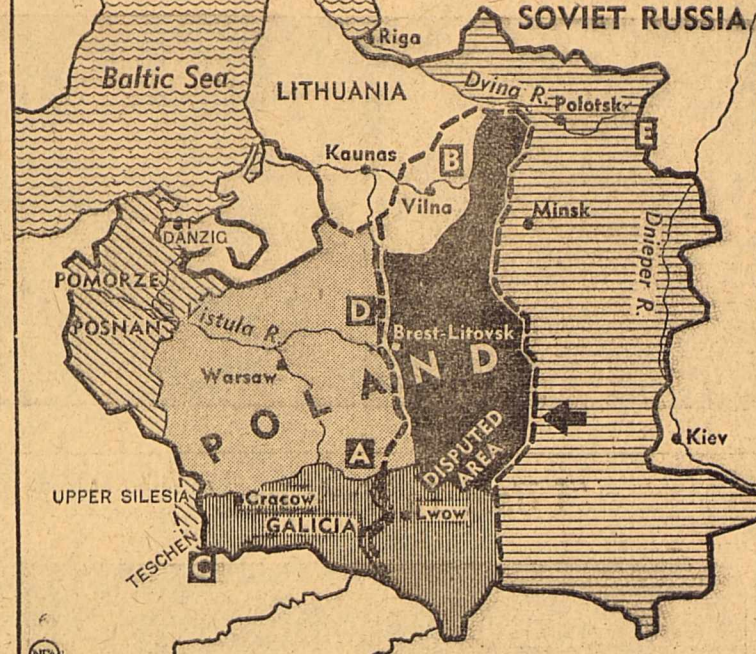 SOVIET RUSSIA
Riga
Baltic Sea
LITHUANIA
Dvina R.
Polotsk
E
Kaunas
B
Vilna
Minsk
DANZIG
Dnieper R.
POMORZE
POSNAN
Vistula R.
D
Brest-Litovsk
Warsaw
POLAND
A
DISPUTED
AREA
Kiev
UPPER SILESIA
Cracow
GALICIA
Lwow
TESCHEN
C